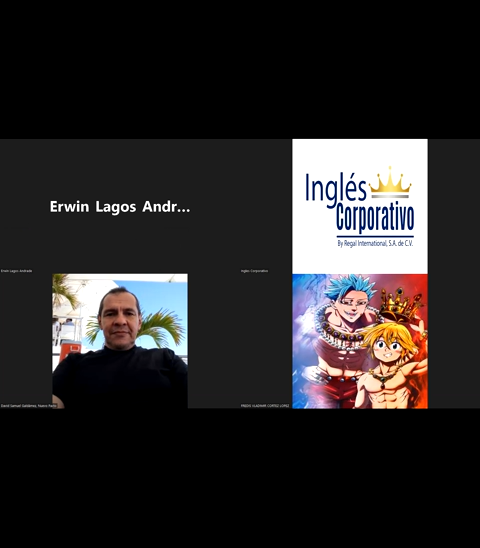 Erwin Lagos Andr...
Erwin Lagos Andrade
Inglés
Corporativo
By Regal International, S.A. de C.V.
Inglés Corporativo